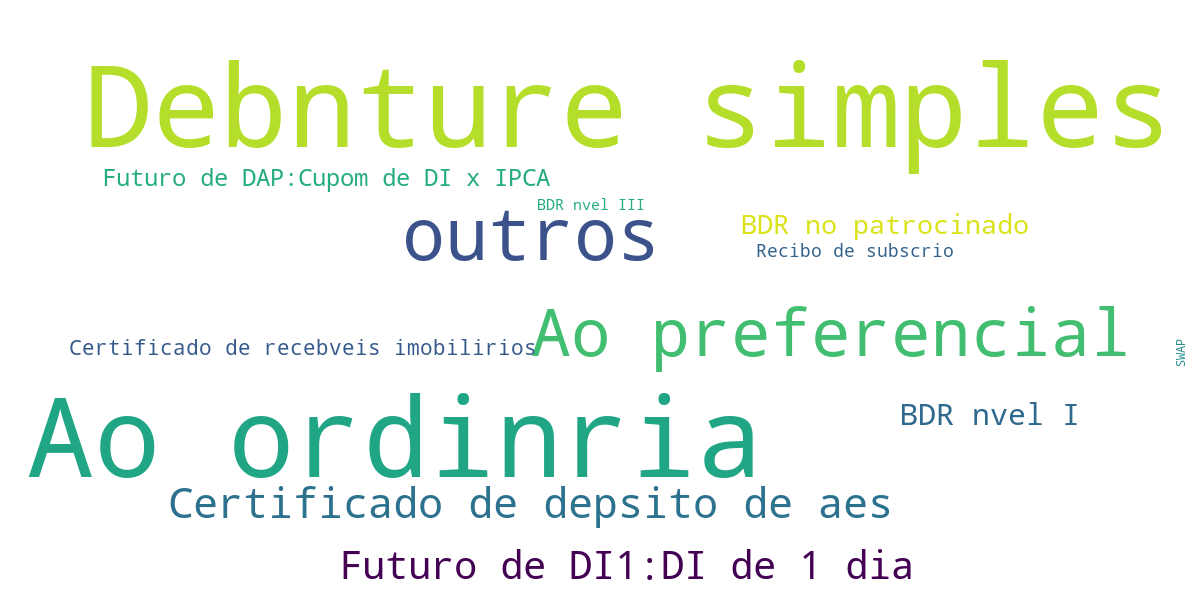 Debnture simples
Futuro de DAP:Cupom de DI x IPCA
BDR nvel III
outros
BDR no patrocinado
Recibo de subscrio
Ao preferencial
Certificado de recebveis imobilirios
SWAP
Ao ordinria
BDR nvel I
Certificado de depsito de aes
Futuro de DI1:DI de 1 dia